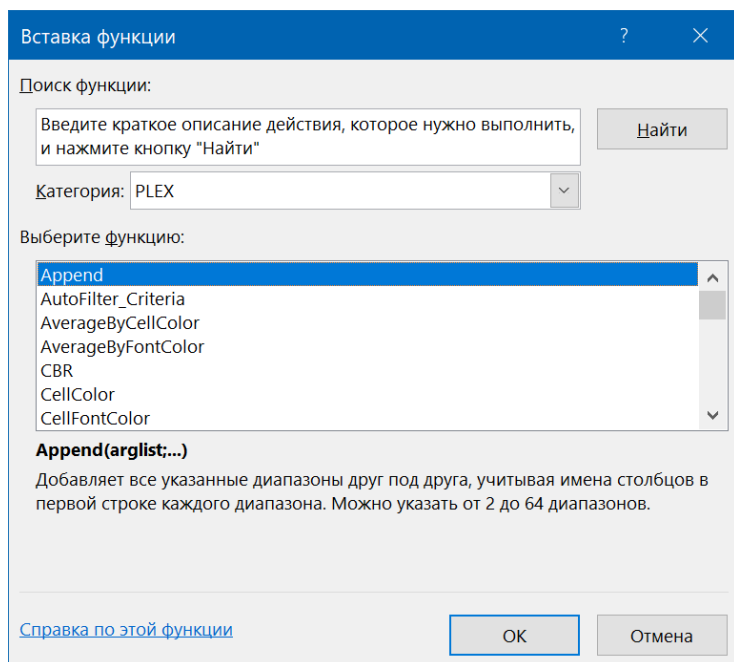 Вставка функции
?
Поиск функции:
Введите краткое описание действия, которое нужно выполнить,
и нажмите кнопку "Найти"
Найти
Категория: PLEX
Выберите функцию:
Append
AutoFilter_Criteria
AverageByCellColor
AverageByFontColor
CBR
CellColor
CellFontColor
Append(arglist;...)
Добавляет все указанные диапазоны друг под друга, учитывая имена столбцов в
первой строке каждого диапазона. Можно указать от 2 до 64 диапазонов.
Справка по этой функции
ОК
Отмена